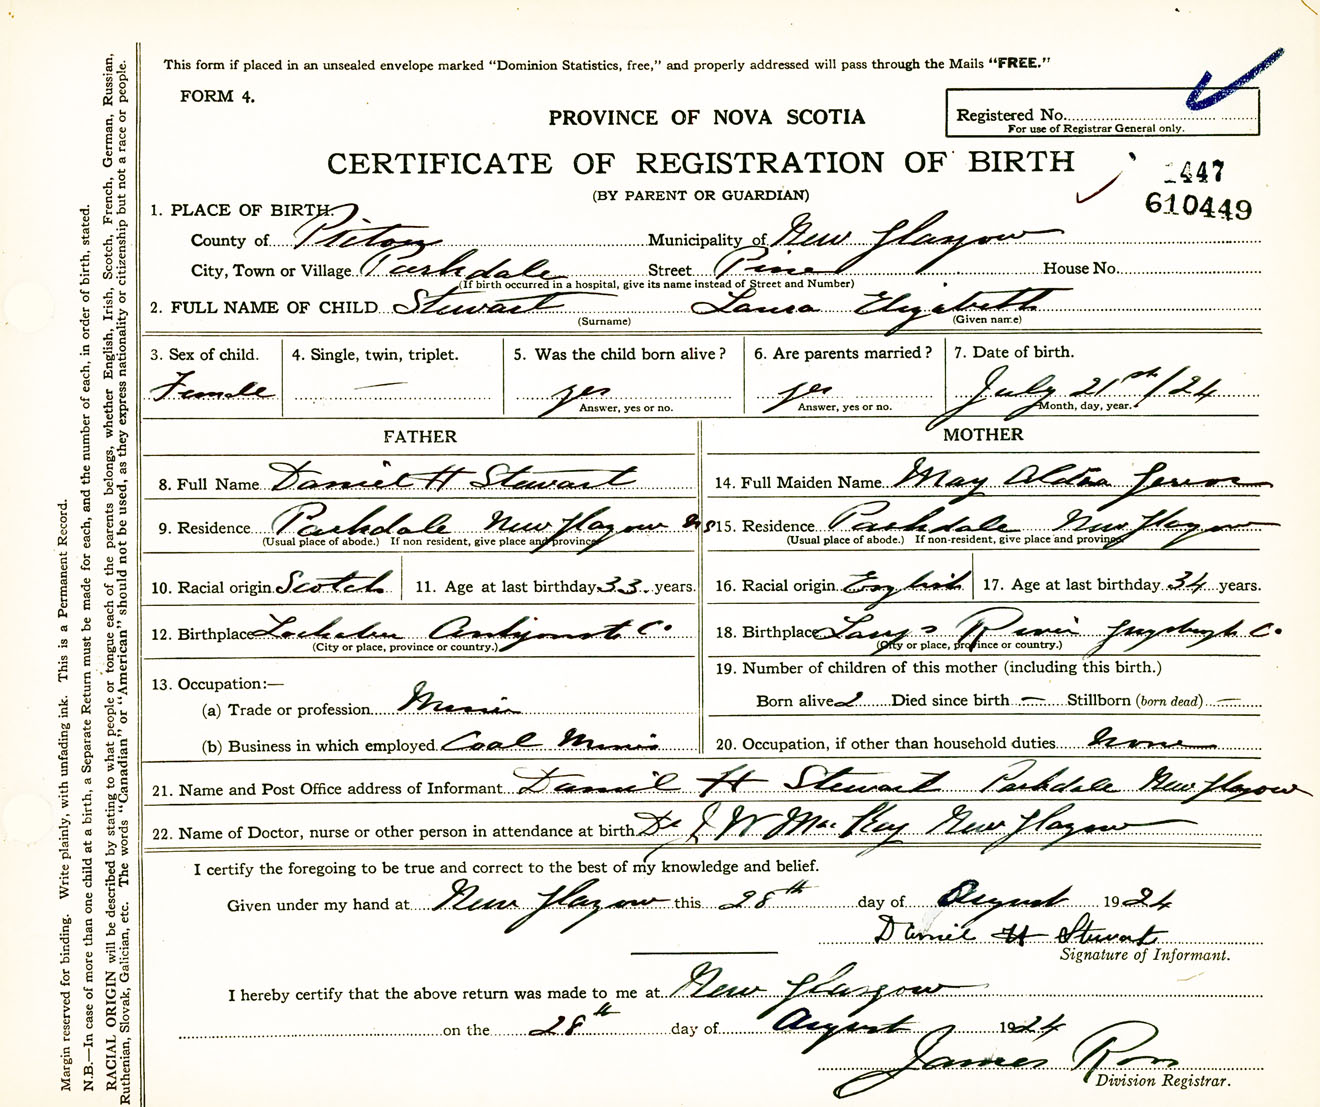 This form if placed in an unsealed envelope marked "Dominion Statistics, free," and properly addressed will pass through the Mails "FREE."
FORM 4.
PROVINCE OF NOVA SCOTIA
Registered No.
For use of Registrar General only.
CERTIFICATE OF REGISTRATION OF BIRTH
(BY PARENT OR GUARDIAN)
447
610449
1. PLACE OF BIRTH:
County of Pictou Municipality of New Glasgow
City, Town or Village Parkdale Street Pine House No.
(If birth occurred in a hospital, give its name instead of Street and Number)
2. FULL NAME OF CHILD Stewart Laura Elizabeth
(Surname) (Given name)
3. Sex of child. 4. Single, twin, triplet. 5. Was the child born alive? 6. Are parents married? 7. Date of birth.
Female — yes yes July 21st/24
Answer, yes or no. Answer, yes or no. Month, day, year.
FATHER MOTHER
8. Full Name Daniel H Stewart 14. Full Maiden Name May
9. Residence Parkdale New Glasgow N S 15. Residence Parkdale New Glasgow
(Usual place of abode.) If non resident, give place and province (Usual place of abode.) If non-resident, give place and province
10. Racial origin Scotch 11. Age at last birthday 33 years. 16. Racial origin English 17. Age at last birthday 34 years.
12. Birthplace Lochaber Antigonish Co. 18. Birthplace River Guysborough Co.
(City or place, province or country.) (City or place, province or country.)
13. Occupation:— 19. Number of children of this mother (including this birth.)
(a) Trade or profession Miner Born alive 2 Died since birth — Stillborn (born dead) —
(b) Business in which employed Coal Mines 20. Occupation, if other than household duties None
21. Name and Post Office address of Informant Daniel H Stewart Parkdale New Glasgow
22. Name of Doctor, nurse or other person in attendance at birth Dr J W MacKay New Glasgow
I certify the foregoing to be true and correct to the best of my knowledge and belief.
Given under my hand at New Glasgow this 28th day of August 1924
Daniel H Stewart
Signature of Informant.
I hereby certify that the above return was made to me at New Glasgow
on the 28th day of August 1924
James Ross
Division Registrar.
Margin reserved for binding. Write plainly, with unfading ink. This is a Permanent Record.
N.B.—In case of more than one child at a birth, a Separate Return must be made for each, and the number of each, in order of birth, stated.
RACIAL ORIGIN will be described by stating to what people or tongue each of the parents belongs, whether English, Irish, Scotch, French, German, Russian,
Ruthenian, Slovak, Galician, etc. The words "Canadian" or "American" should not be used, as they express nationality or citizenship but not a race or people.